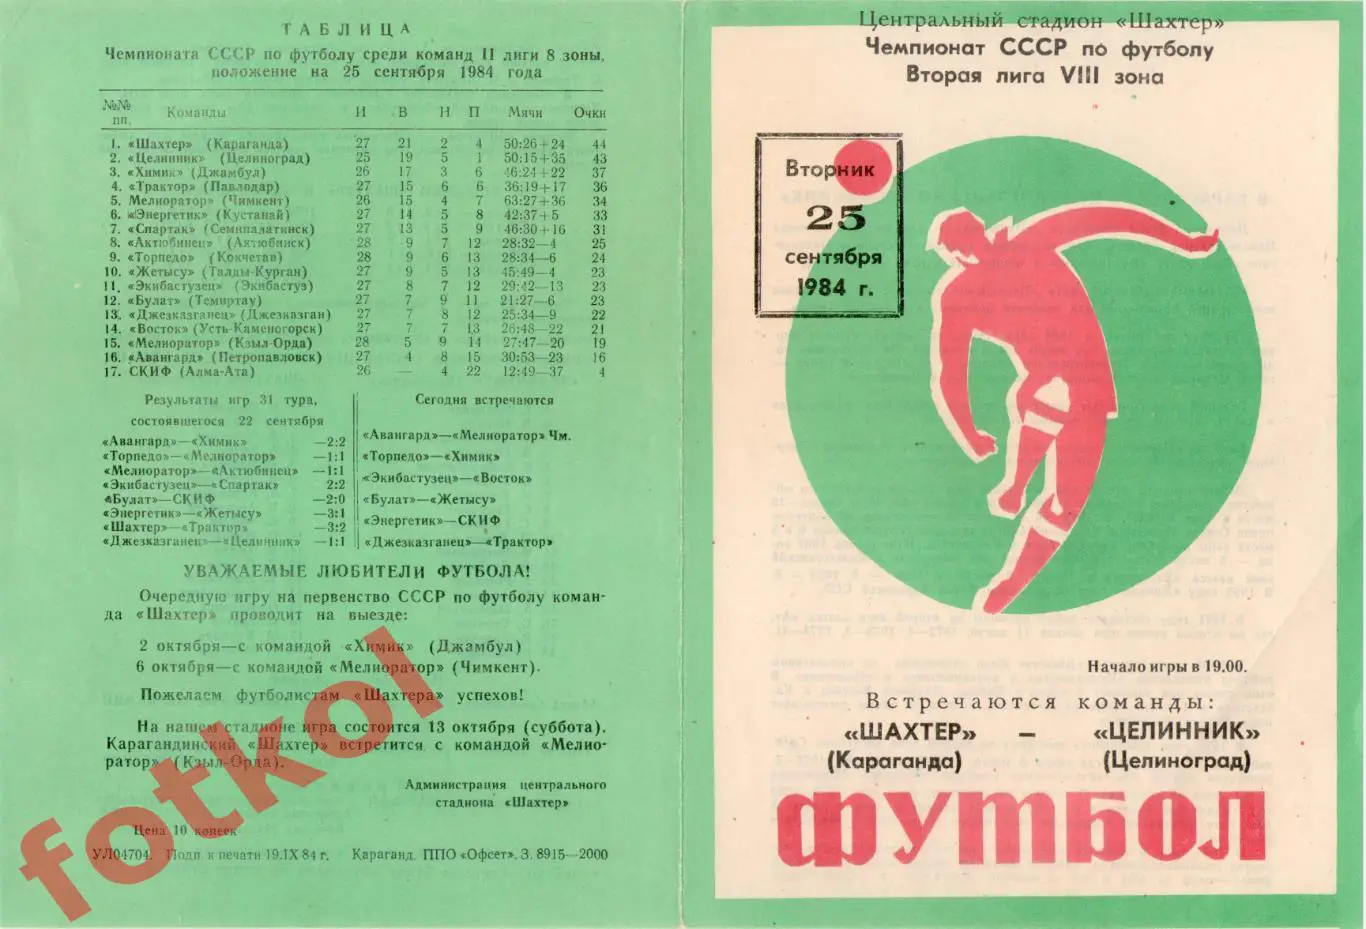 ТАБЛИЦА
Чемпионата СССР по футболу среди команд II лиги 8 зоны,
положение на 25 сентября 1984 года
№№ пп. Команды И В Н П Мячи Очки
1. «Шахтер» (Караганда) 27 21 2 4 50:26+24 44
2. «Целинник» (Целиноград) 25 19 5 1 50:15+35 43
3. «Химик» (Джамбул) 26 17 3 6 46:24+22 37
4. «Трактор» (Павлодар) 27 15 6 6 36:19+17 36
5. Мелиоратор» (Чимкент) 26 15 4 7 63:27+36 34
6. «Энергетик» (Кустанай) 27 14 5 8 42:37+5 33
7. «Спартак» (Семипалатинск) 27 13 5 9 46:30+16 31
8. «Актюбинец» (Актюбинск) 28 9 7 12 28:32—4 25
9. «Торпедо» (Кокчетав) 28 9 6 13 28:34—6 24
10. «Жетысу» (Талды-Курган) 27 9 5 13 45:49—4 23
11. «Экибастузец» (Экибастуз) 27 8 7 12 29:42—13 23
12. «Булат» (Темиртау) 27 7 9 11 21:27—6 23
13. «Джезказганец» (Джезказган) 27 7 8 12 25:34—9 22
14. «Восток» (Усть-Каменогорск) 27 7 7 13 26:48—22 21
15. «Мелиоратор» (Кзыл-Орда) 28 5 9 14 27:47—20 19
16. «Авангард» (Петропавловск) 27 4 8 15 30:53—23 16
17. СКИФ (Алма-Ата) 26 — 4 22 12:49—37 4
Результаты игр 31 тура,
состоявшегося 22 сентября
«Авангард»—«Химик» —2:2
«Торпедо»—«Мелиоратор» —1:1
«Мелиоратор»—«Актюбинец» —1:1
«Экибастузец»—«Спартак» 2:2
«Булат»—СКИФ —2:0
«Энергетик»—«Жетысу» —3:1
«Шахтер»—«Трактор» —3:2
«Джезказганец»—«Целинник» —1:1
Сегодня встречаются
«Авангард»—«Мелиоратор» Чм.
«Торпедо»—«Химик»
«Экибастузец»—«Восток»
«Булат»—«Жетысу»
«Энергетик»—СКИФ
«Джезказганец»—«Трактор»
УВАЖАЕМЫЕ ЛЮБИТЕЛИ ФУТБОЛА!
Очередную игру на первенство СССР по футболу коман-
да «Шахтер» проводит на выезде:
2 октября—с командой «Химик» (Джамбул)
6 октября—с командой «Мелиоратор» (Чимкент).
Пожелаем футболистам «Шахтера» успехов!
На нашем стадионе игра состоится 13 октября (суббота).
Карагандинский «Шахтер» встретится с командой «Мелио-
ратор» (Кзыл-Орда).
Администрация центрального
стадиона «Шахтер»
Цена 10 копеек
УЛ04704. Подп. к печати 19.IX 84 г. Караганд. ППО «Офсет». З. 8915—2000
fotkol
Центральный стадион «Шахтер»
Чемпионат СССР по футболу
Вторая лига VIII зона
Вторник
25
сентября
1984 г.
Начало игры в 19.00.
Встречаются команды:
«ШАХТЕР» – «ЦЕЛИННИК»
(Караганда) (Целиноград)
ФУТБОЛ